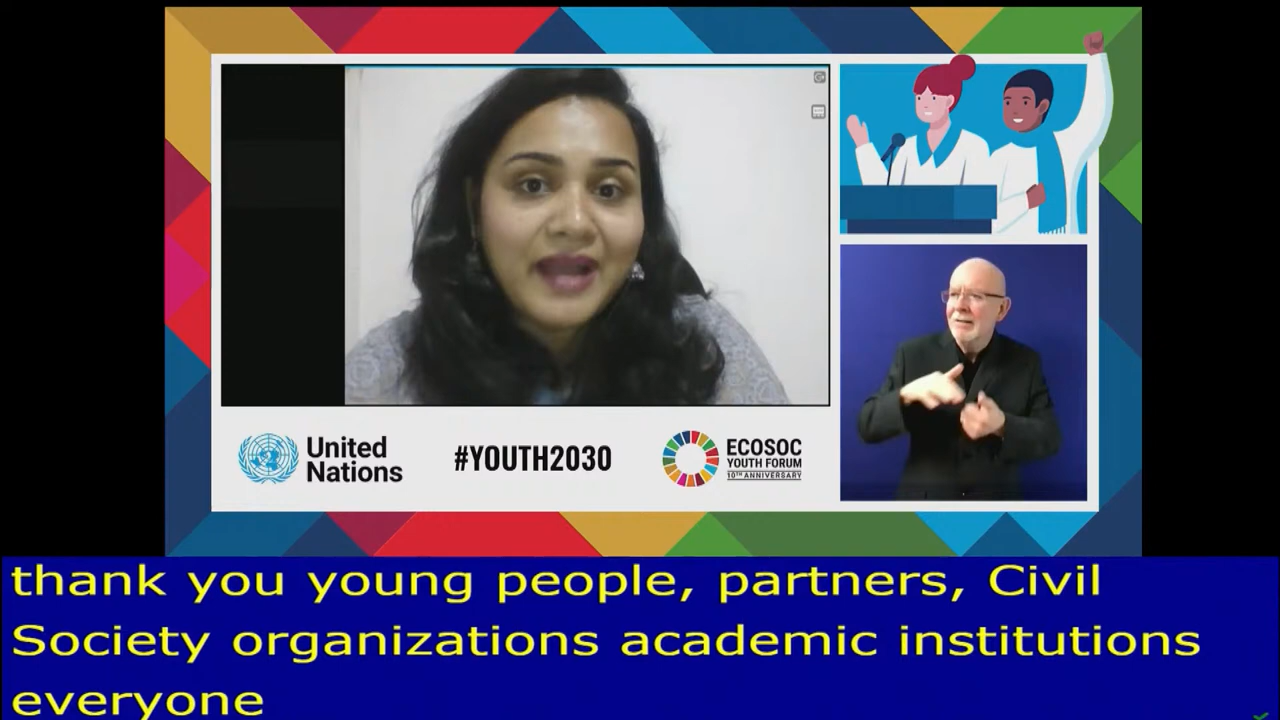 United
Nations
#YOUTH2030
ECOSOC
YOUTH FORUM
10TH ANNIVERSARY
thank you young people, partners, Civil
Society organizations academic institutions
everyone